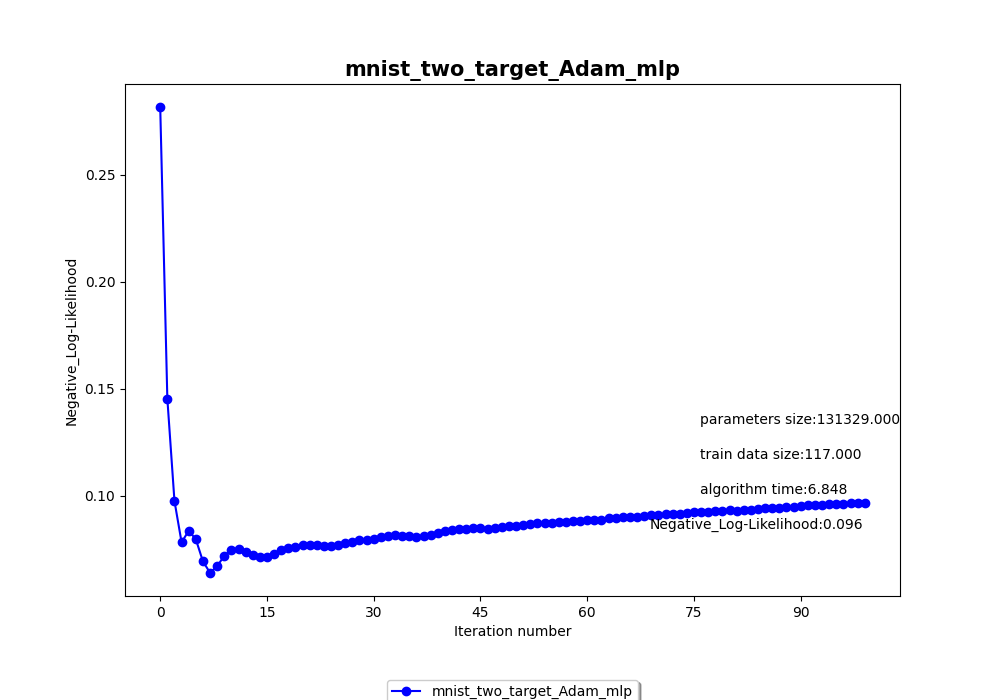 mnist_two_target_Adam_mlp
Negative_Log-Likelihood
0.25
0.20
0.15
0.10
parameters size:131329.000
train data size:117.000
algorithm time:6.848
Negative_Log-Likelihood:0.096
0 15 30 45 60 75 90
Iteration number
mnist_two_target_Adam_mlp